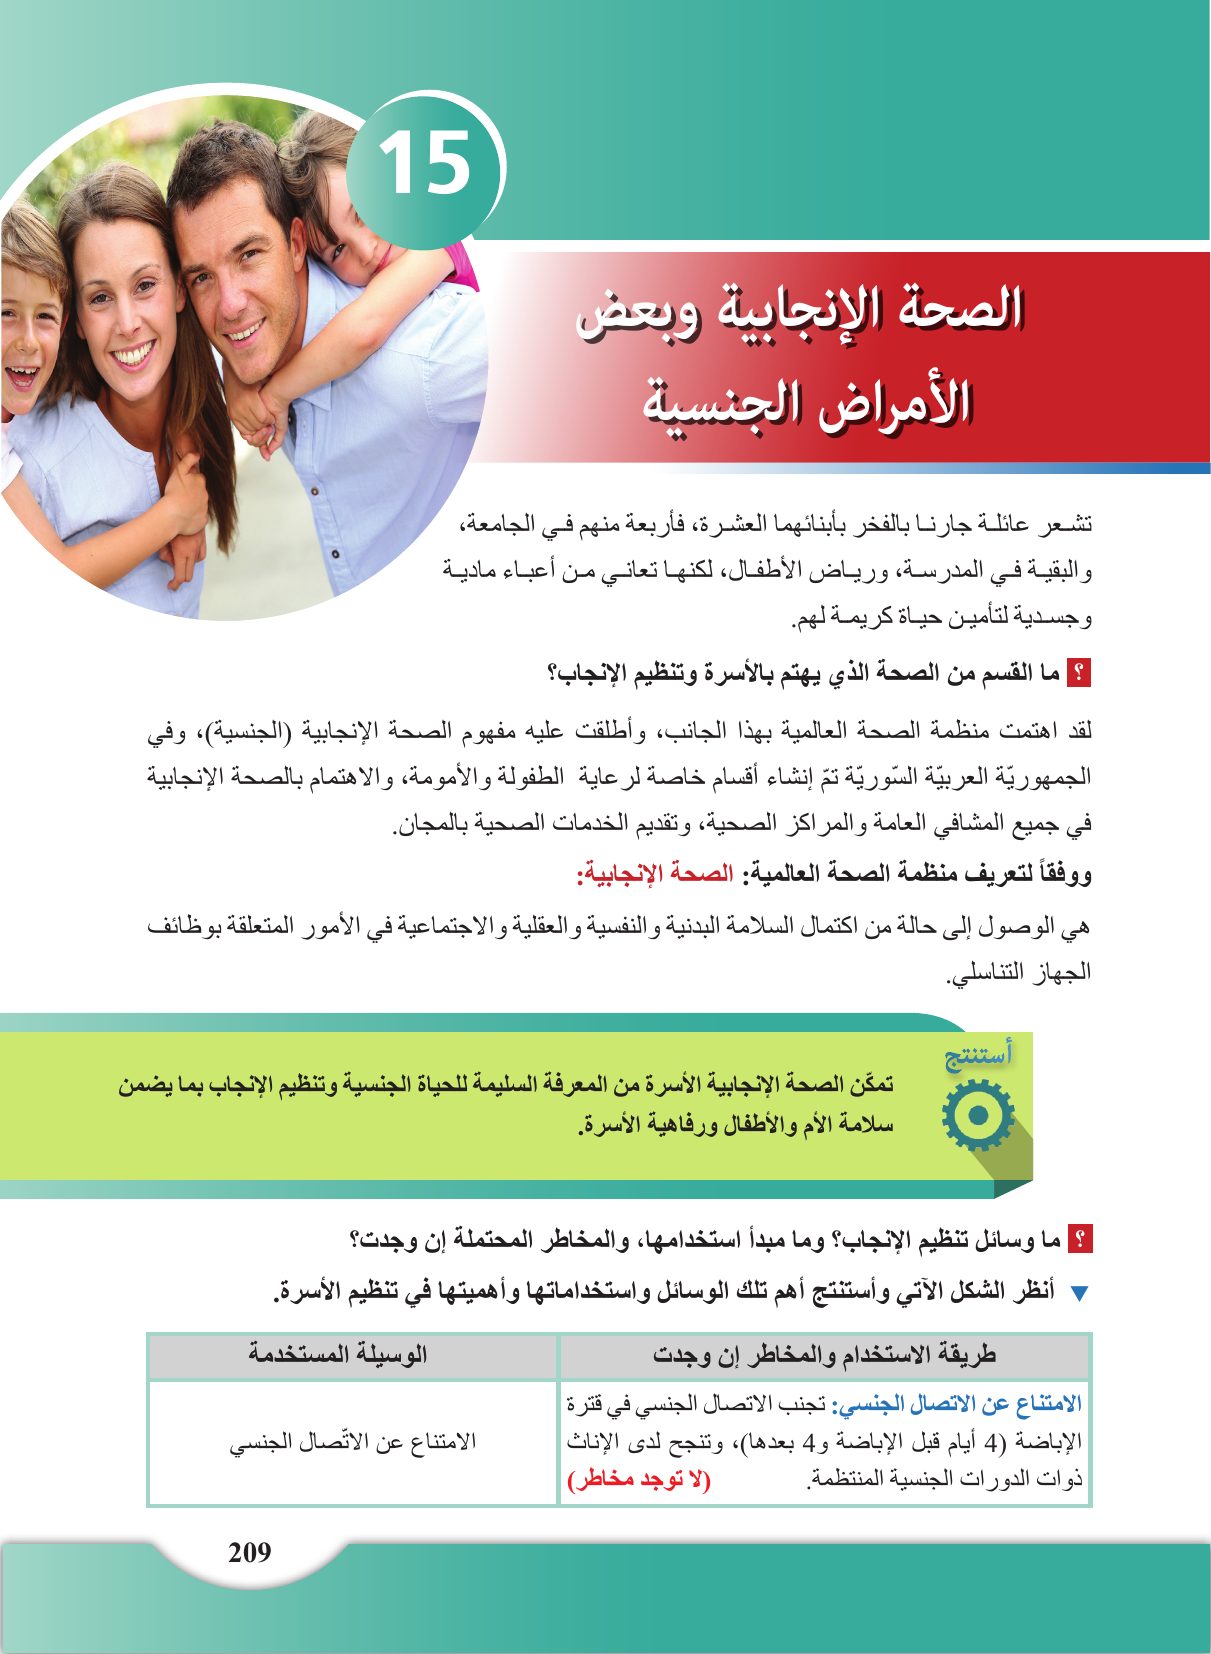 15
الصحة الإنجابية وبعض
الأمراض الجنسية
تشعر عائلة جارنا بالفخر بأبنائهما العشرة، فأربعة منهم في الجامعة،
والبقية في المدرسة، ورياض الأطفال، لكنها تعاني من أعباء مادية
وجسدية لتأمين حياة كريمة لهم.
؟ ما القسم من الصحة الذي يهتم بالأسرة وتنظيم الإنجاب؟
لقد اهتمت منظمة الصحة العالمية بهذا الجانب، وأطلقت عليه مفهوم الصحة الإنجابية (الجنسية)، وفي
الجمهوريّة العربيّة السّوريّة تمّ إنشاء أقسام خاصة لرعاية الطفولة والأمومة، والاهتمام بالصحة الإنجابية
في جميع المشافي العامة والمراكز الصحية، وتقديم الخدمات الصحية بالمجان.
ووفقاً لتعريف منظمة الصحة العالمية: الصحة الإنجابية:
هي الوصول إلى حالة من اكتمال السلامة البدنية والنفسية والعقلية والاجتماعية في الأمور المتعلقة بوظائف
الجهاز التناسلي.
أستنتج
تمكّن الصحة الإنجابية الأسرة من المعرفة السليمة للحياة الجنسية وتنظيم الإنجاب بما يضمن
سلامة الأم والأطفال ورفاهية الأسرة.
؟ ما وسائل تنظيم الإنجاب؟ وما مبدأ استخدامها، والمخاطر المحتملة إن وجدت؟
▼ أنظر الشكل الآتي وأستنتج أهم تلك الوسائل واستخداماتها وأهميتها في تنظيم الأسرة.
طريقة الاستخدام والمخاطر إن وجدت
الوسيلة المستخدمة
الامتناع عن الاتصال الجنسي: تجنب الاتصال الجنسي في قترة
الإباضة (4 أيام قبل الإباضة و4 بعدها)، وتنجح لدى الإناث
ذوات الدورات الجنسية المنتظمة. (لا توجد مخاطر)
الامتناع عن الاتّصال الجنسي
209